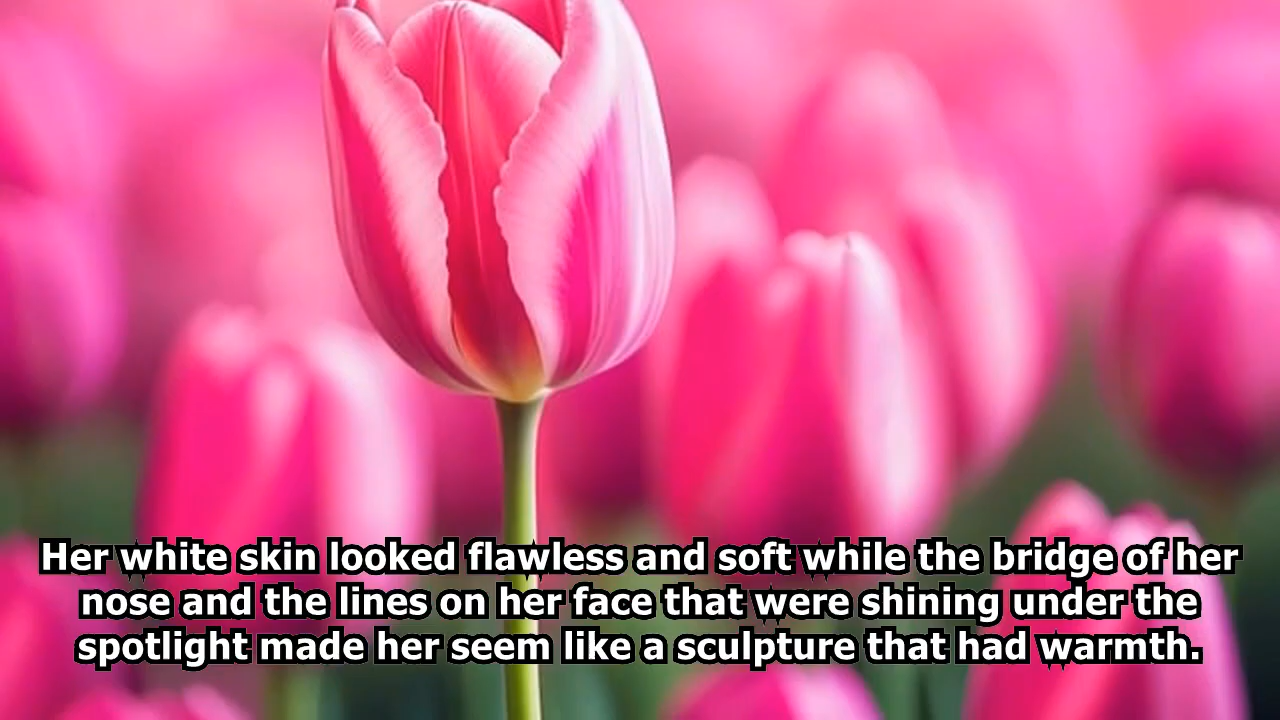 Her white skin looked flawless and soft while the bridge of her
nose and the lines on her face that were shining under the
spotlight made her seem like a sculpture that had warmth.